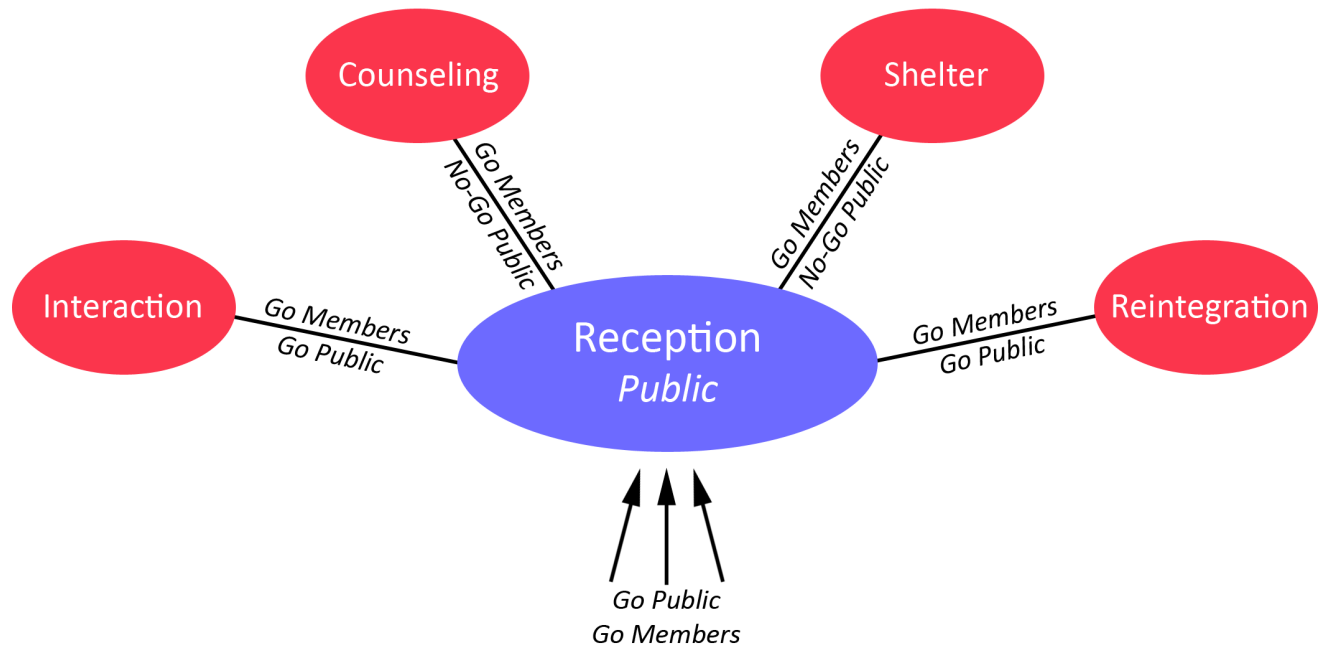 Counseling
Shelter
Go Members
No-Go Public
Go Members
No-Go Public
Interaction
Go Members
Go Public
Reception
Public
Go Members
Go Public
Reintegration
Go Public
Go Members